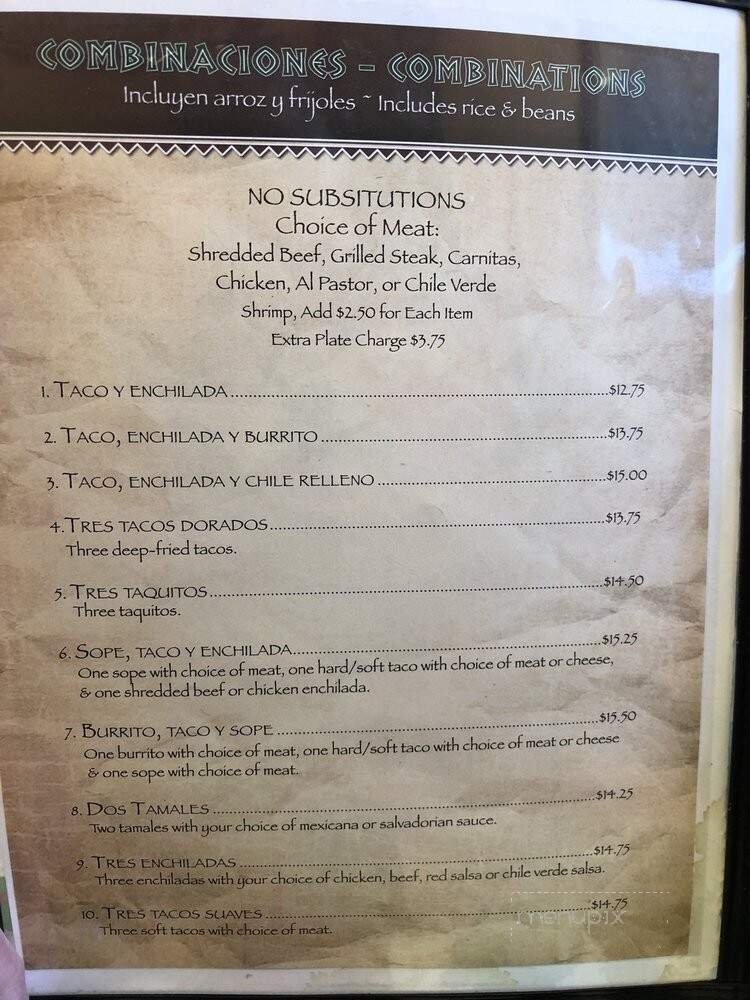 COMBINACIONES - COMBINATIONS
Incluyen arroz y frijoles ~ Includes rice & beans
NO SUBSITUTIONS
Choice of Meat:
Shredded Beef, Grilled Steak, Carnitas,
Chicken, Al Pastor, or Chile Verde
Shrimp, Add $2.50 for Each Item
Extra Plate Charge $3.75
1. TACO Y ENCHILADA...$12.75
2. TACO, ENCHILADA Y BURRITO...$13.75
3. TACO, ENCHILADA Y CHILE RELLENO...$15.00
4. TRES TACOS DORADOS...$13.75
Three deep-fried tacos.
5. TRES TAQUITOS...$14.50
Three taquitos.
6. SOPE, TACO Y ENCHILADA...$15.25
One sope with choice of meat, one hard/soft taco with choice of meat or cheese,
& one shredded beef or chicken enchilada.
7. BURRITO, TACO Y SOPE...$15.50
One burrito with choice of meat, one hard/soft taco with choice of meat or cheese
& one sope with choice of meat.
8. DOS TAMALES...$14.25
Two tamales with your choice of mexicana or salvadorian sauce.
9. TRES ENCHILADAS...$14.75
Three enchiladas with your choice of chicken, beef, red salsa or chile verde salsa.
10. TRES TACOS SUAVES...$14.75
Three soft tacos with choice of meat.
menupix